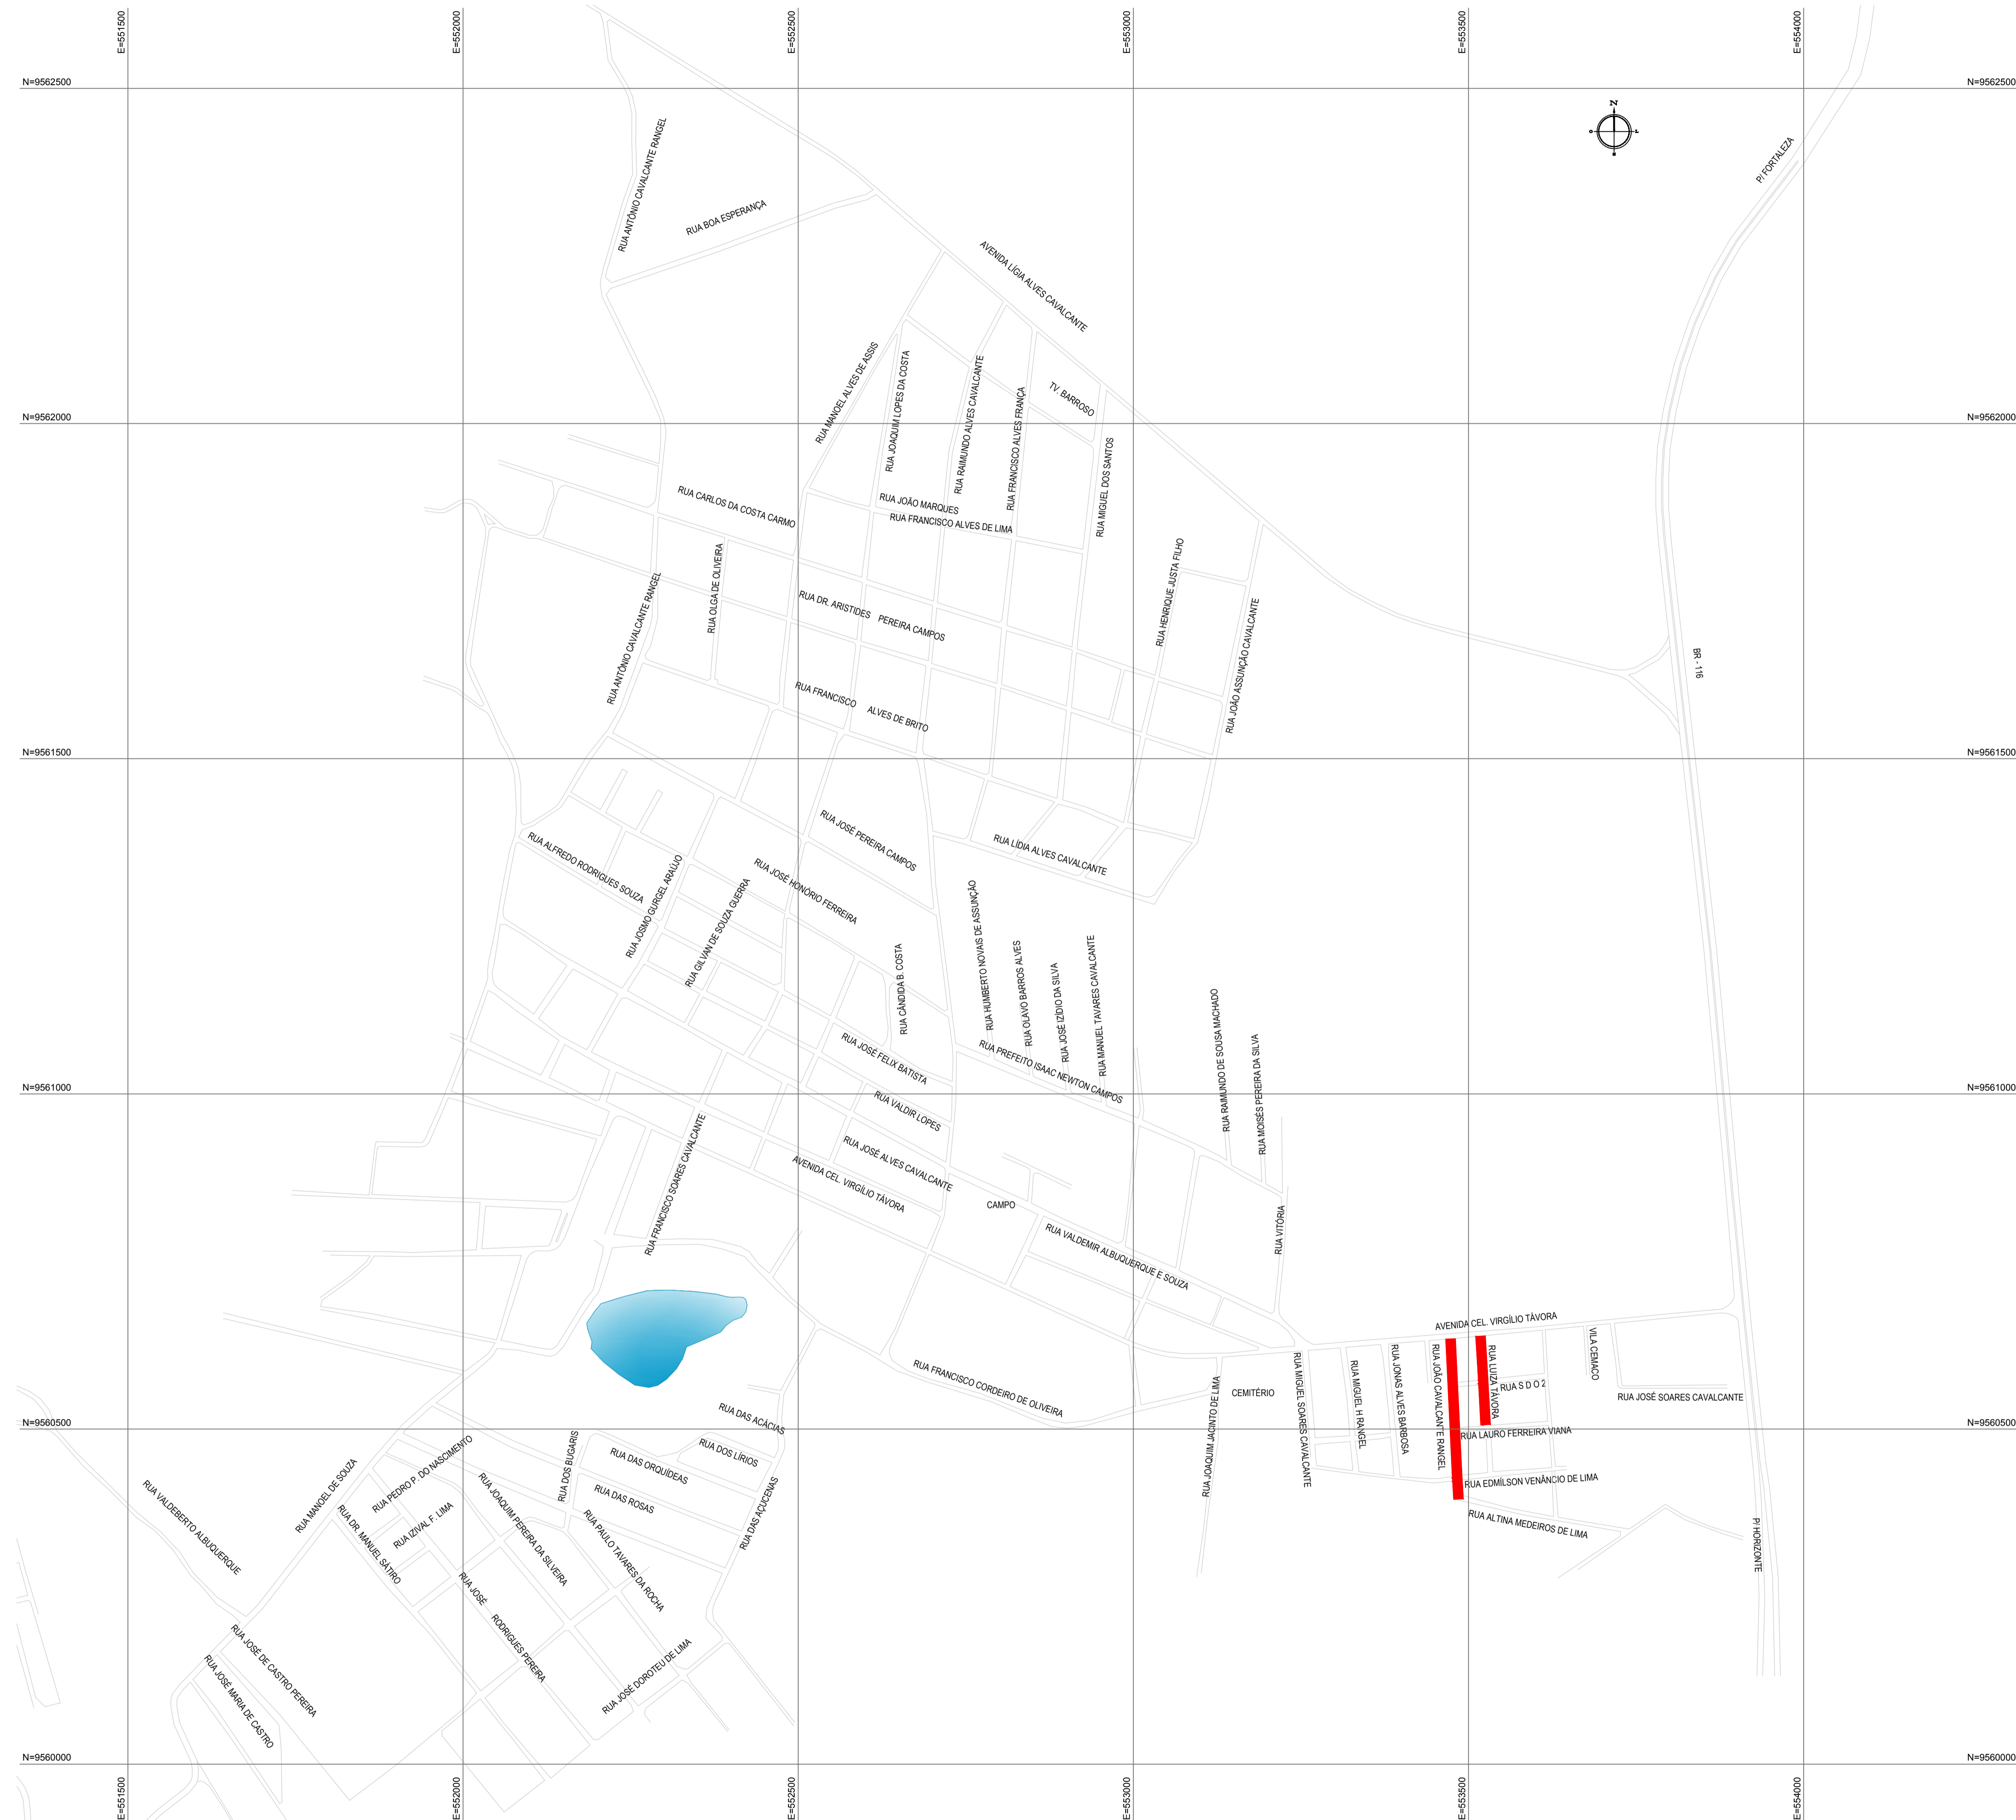 E=551500
E=552000
E=552500
E=553000
E=553500
E=554000
N=9562500
N=9562500
N
O
L
S
P/ FORTALEZA
RUA ANTÔNIO CAVALCANTE RANGEL
RUA BOA ESPERANÇA
AVENIDA LÍGIA ALVES CAVALCANTE
RUA MANOEL ALVES DE ASSIS
RUA JOAQUIM LOPES DA COSTA
RUA RAIMUNDO ALVES CAVALCANTE
RUA FRANCISCO ALVES FRANÇA
TV. BARROSO
N=9562000
N=9562000
RUA MIGUEL DOS SANTOS
RUA CARLOS DA COSTA CARMO
RUA JOÃO MARQUES
RUA FRANCISCO ALVES DE LIMA
RUA OLGA DE OLIVEIRA
RUA HENRIQUE JUSTA FILHO
RUA ANTÔNIO CAVALCANTE RANGEL
RUA DR. ARISTIDES PEREIRA CAMPOS
RUA JOÃO ASSUNÇÃO CAVALCANTE
BR - 116
RUA FRANCISCO ALVES DE BRITO
N=9561500
N=9561500
RUA JOSÉ PEREIRA CAMPOS
RUA LÍDIA ALVES CAVALCANTE
RUA ALFREDO RODRIGUES SOUZA
RUA JOSMO GURGEL ARAÚJO
RUA JOSÉ HONÓRIO FERREIRA
RUA GILVAN DE SOUZA GUERRA
RUA CÂNDIDA B. COSTA
RUA HUMBERTO NOVAIS DE ASSUNÇÃO
RUA OLAVO BARROS ALVES
RUA JOSÉ IZÍDIO DA SILVA
RUA MANUEL TAVARES CAVALCANTE
RUA RAIMUNDO DE SOUSA MACHADO
RUA MOISÉS PEREIRA DA SILVA
RUA JOSÉ FELIX BATISTA
RUA PREFEITO ISAAC NEWTON CAMPOS
N=9561000
N=9561000
RUA VALDIR LOPES
RUA JOSÉ ALVES CAVALCANTE
RUA FRANCISCO SOARES CAVALCANTE
AVENIDA CEL. VIRGÍLIO TÁVORA
CAMPO
RUA VALDEMIR ALBUQUERQUE E SOUZA
RUA VITÓRIA
AVENIDA CEL. VIRGÍLIO TÁVORA
VILA CEMACO
RUA LUIZA TÁVORA
RUA S D O 2
RUA JOSÉ SOARES CAVALCANTE
RUA JOÃO CAVALCANTE RANGEL
RUA JONAS ALVES BARBOSA
RUA MIGUEL H RANGEL
RUA MIGUEL SOARES CAVALCANTE
CEMITÉRIO
RUA JOAQUIM JACINTO DE LIMA
RUA FRANCISCO CORDEIRO DE OLIVEIRA
N=9560500
N=9560500
RUA LAURO FERREIRA VIANA
RUA EDMÍLSON VENÂNCIO DE LIMA
RUA ALTINA MEDEIROS DE LIMA
P/ HORIZONTE
RUA DAS ACÁCIAS
RUA DOS LÍRIOS
RUA DAS ORQUÍDEAS
RUA DOS BUGARIS
RUA DAS ROSAS
RUA DAS AÇUCENAS
RUA PEDRO P. DO NASCIMENTO
RUA MANOEL DE SOUZA
RUA IZIVAL F. LIMA
RUA DR. MANUEL SÁTIRO
RUA JOAQUIM PEREIRA DA SILVEIRA
RUA PAULO TAVARES DA ROCHA
RUA VALDEBERTO ALBUQUERQUE
RUA JOSÉ RODRIGUES PEREIRA
RUA JOSÉ DOROTEU DE LIMA
RUA JOSÉ DE CASTRO PEREIRA
RUA JOSÉ MARIA DE CASTRO
N=9560000
N=9560000
E=551500
E=552000
E=552500
E=553000
E=553500
E=554000